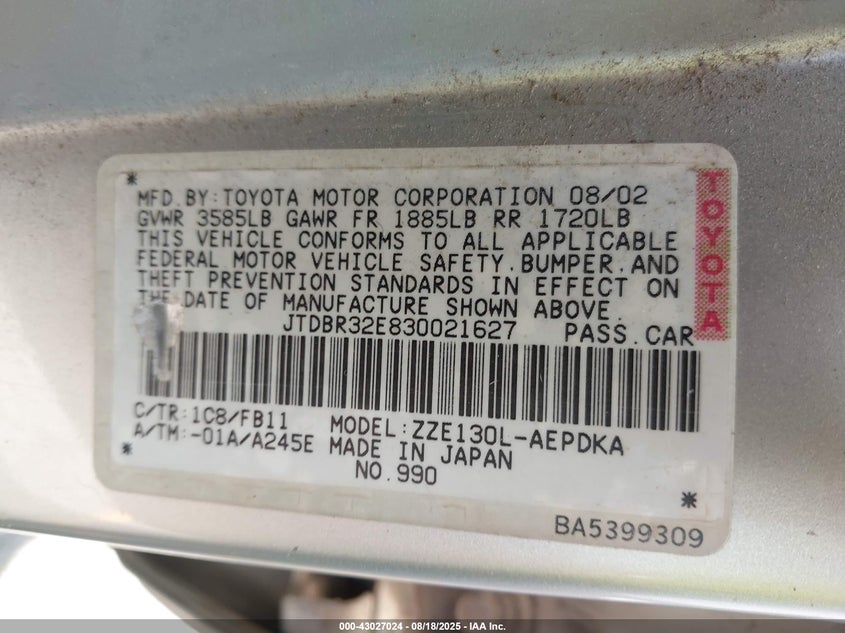 MFD.BY:TOYOTA MOTOR CORPORATION 08/02
GVWR 3585LB GAWR FR 1885LB RR 1720LB
THIS VEHICLE CONFORMS TO ALL APPLICABLE
FEDERAL MOTOR VEHICLE SAFETY,BUMPER,AND
THEFT PREVENTION STANDARDS IN EFFECT ON
THE DATE OF MANUFACTURE SHOWN ABOVE.
JTDBR32E830021627 PASS.CAR
TOYOTA
C/TR:1C8/FB11 MODEL:ZZE130L-AEPDKA
A/TM:-01A/A245E MADE IN JAPAN
NO.990
BA5399309
000-43027024 - 08/18/2025 - IAA Inc.